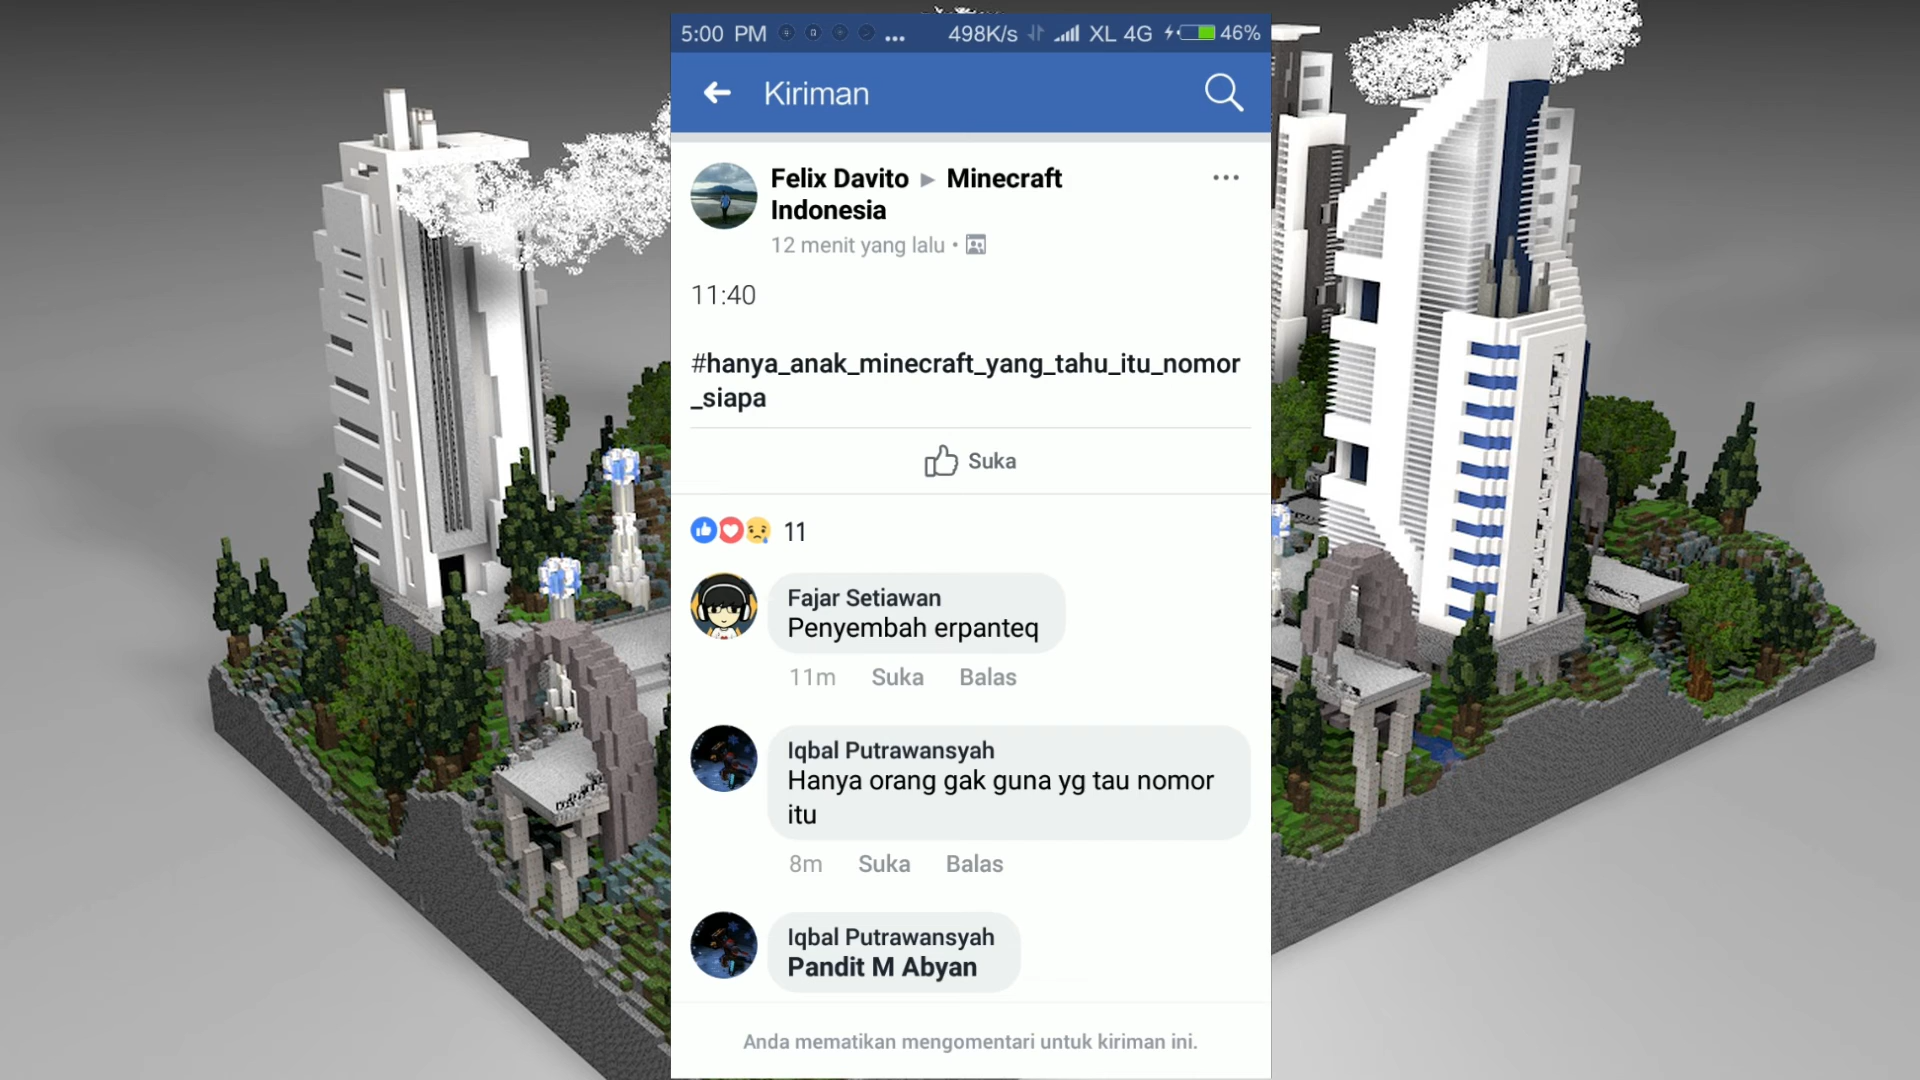 5:00 PM ... 498K/s XL 4G 46%
Kiriman
Felix Davito ▸ Minecraft
Indonesia
12 menit yang lalu •
11:40
#hanya_anak_minecraft_yang_tahu_itu_nomor
_siapa
Suka
11
Fajar Setiawan
Penyembah erpanteq
11m Suka Balas
Iqbal Putrawansyah
Hanya orang gak guna yg tau nomor
itu
8m Suka Balas
Iqbal Putrawansyah
Pandit M Abyan
Anda mematikan mengomentari untuk kiriman ini.